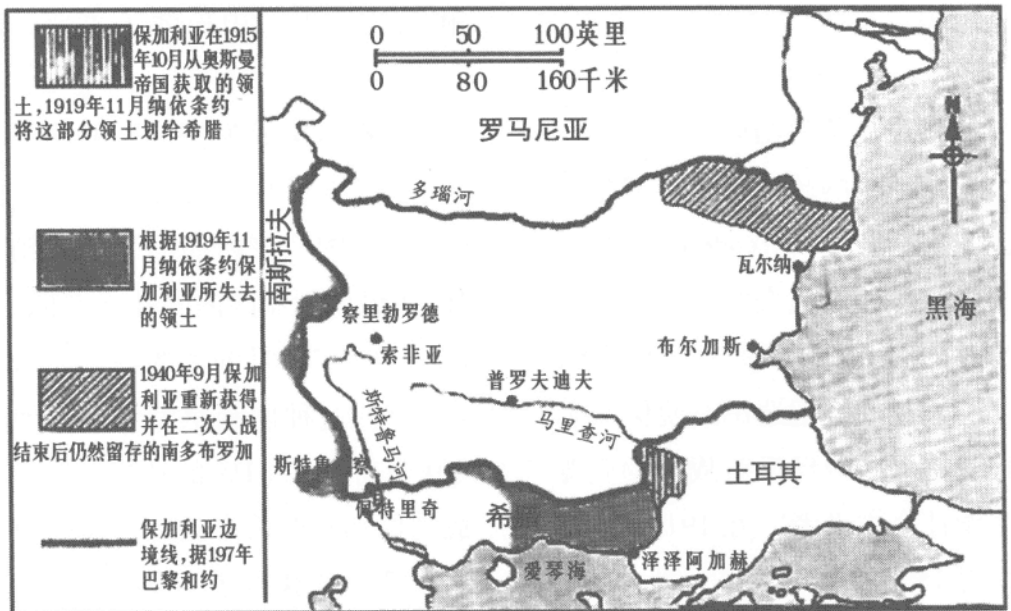 保加利亚在1915
年10月从奥斯曼
帝国获取的领
土,1919年11月纳依条约
将这部分领土划给希腊
根据1919年11
月纳依条约保
加利亚所失去
的领土
1940年9月保加
利亚重新获得
并在二次大战
结束后仍然留存的南多布罗加
保加利亚边
境线,据197年
巴黎和约
0 50 100英里
0 80 160千米
罗马尼亚
N
多瑙河
南斯拉夫
瓦尔纳
黑海
察里勃罗德
索非亚
布尔加斯
普罗夫迪夫
斯特鲁马河
马里查河
斯特鲁 察
佩特里奇
希腊
土耳其
爱琴海
泽泽阿加赫